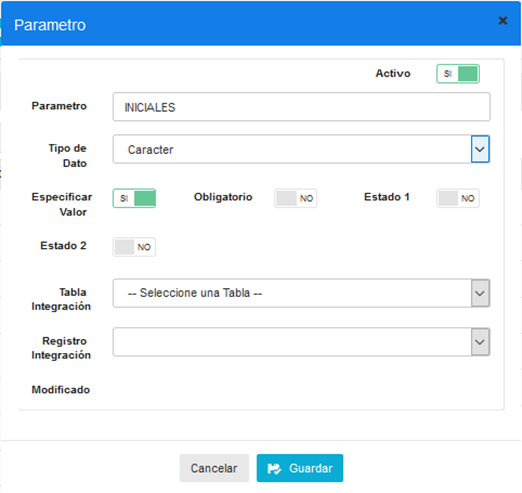 Parametro
Activo SI
Parametro INICIALES
Tipo de
Dato
Caracter
Especificar
Valor
SI
Obligatorio NO
Estado 1 NO
Estado 2 NO
Tabla
Integración
-- Seleccione una Tabla --
Registro
Integración
Modificado
Cancelar
Guardar